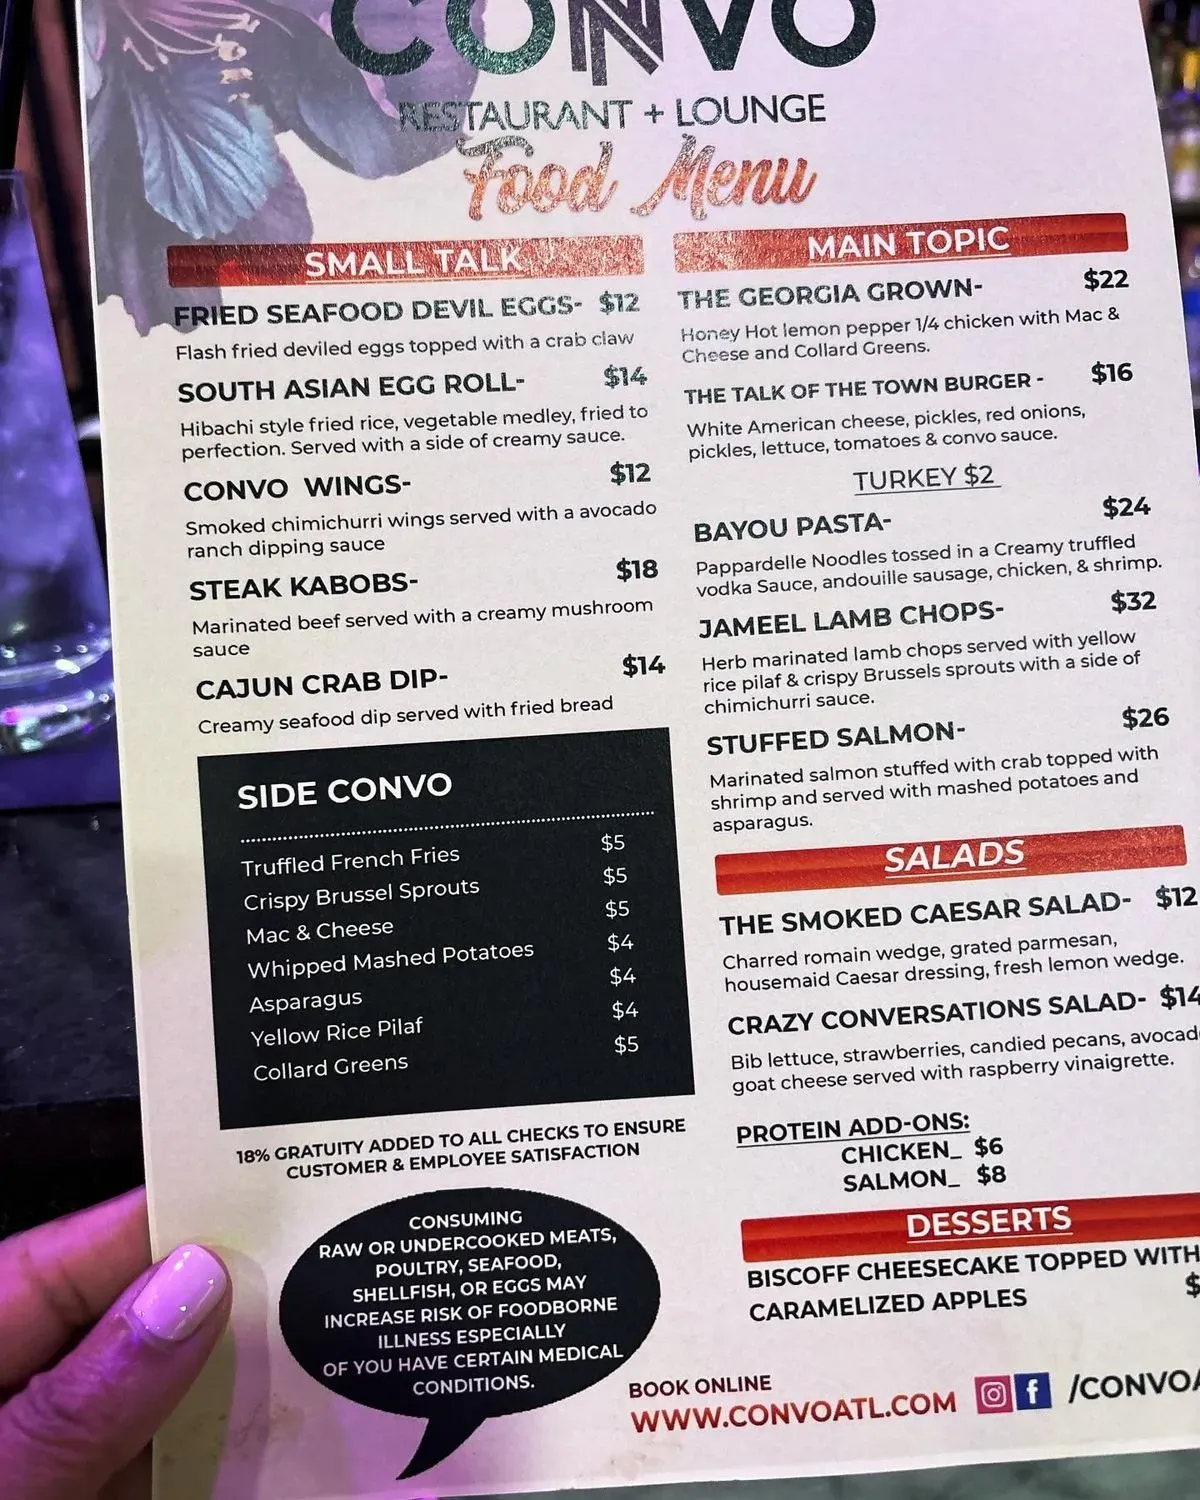 CONVO
RESTAURANT + LOUNGE
Food Menu
SMALL TALK
FRIED SEAFOOD DEVIL EGGS- $12
Flash fried deviled eggs topped with a crab claw
SOUTH ASIAN EGG ROLL- $14
Hibachi style fried rice, vegetable medley, fried to
perfection. Served with a side of creamy sauce.
CONVO WINGS- $12
Smoked chimichurri wings served with a avocado
ranch dipping sauce
STEAK KABOBS- $18
Marinated beef served with a creamy mushroom
sauce
CAJUN CRAB DIP- $14
Creamy seafood dip served with fried bread
SIDE CONVO
Truffled French Fries $5
Crispy Brussel Sprouts $5
Mac & Cheese $5
Whipped Mashed Potatoes $4
Asparagus $4
Yellow Rice Pilaf $4
Collard Greens $5
18% GRATUITY ADDED TO ALL CHECKS TO ENSURE
CUSTOMER & EMPLOYEE SATISFACTION
CONSUMING
RAW OR UNDERCOOKED MEATS,
POULTRY, SEAFOOD,
SHELLFISH, OR EGGS MAY
INCREASE RISK OF FOODBORNE
ILLNESS ESPECIALLY
OF YOU HAVE CERTAIN MEDICAL
CONDITIONS.
MAIN TOPIC
THE GEORGIA GROWN- $22
Honey Hot lemon pepper 1/4 chicken with Mac &
Cheese and Collard Greens.
THE TALK OF THE TOWN BURGER - $16
White American cheese, pickles, red onions,
pickles, lettuce, tomatoes & convo sauce.
TURKEY $2
BAYOU PASTA- $24
Pappardelle Noodles tossed in a Creamy truffled
vodka Sauce, andouille sausage, chicken, & shrimp.
JAMEEL LAMB CHOPS- $32
Herb marinated lamb chops served with yellow
rice pilaf & crispy Brussels sprouts with a side of
chimichurri sauce.
STUFFED SALMON- $26
Marinated salmon stuffed with crab topped with
shrimp and served with mashed potatoes and
asparagus.
SALADS
THE SMOKED CAESAR SALAD- $12
Charred romain wedge, grated parmesan,
housemaid Caesar dressing, fresh lemon wedge.
CRAZY CONVERSATIONS SALAD- $14
Bib lettuce, strawberries, candied pecans, avocad
goat cheese served with raspberry vinaigrette.
PROTEIN ADD-ONS:
CHICKEN_ $6
SALMON_ $8
DESSERTS
BISCOFF CHEESECAKE TOPPED WITH
CARAMELIZED APPLES $
BOOK ONLINE
WWW.CONVOATL.COM /CONVOA